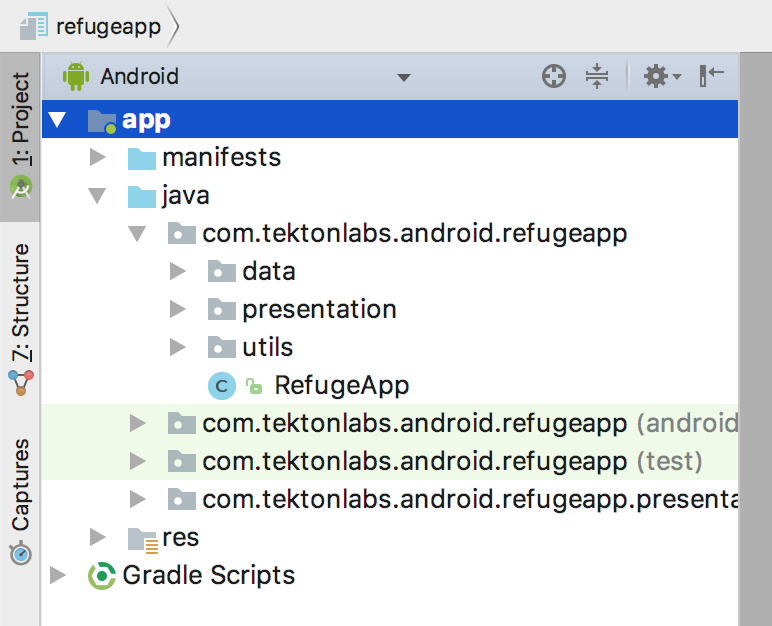 refugeapp
1: Project
Android
app
manifests
java
com.tektonlabs.android.refugeapp
data
presentation
utils
C RefugeApp
com.tektonlabs.android.refugeapp (android
com.tektonlabs.android.refugeapp (test)
com.tektonlabs.android.refugeapp.presenta
res
Gradle Scripts
7: Structure
Captures